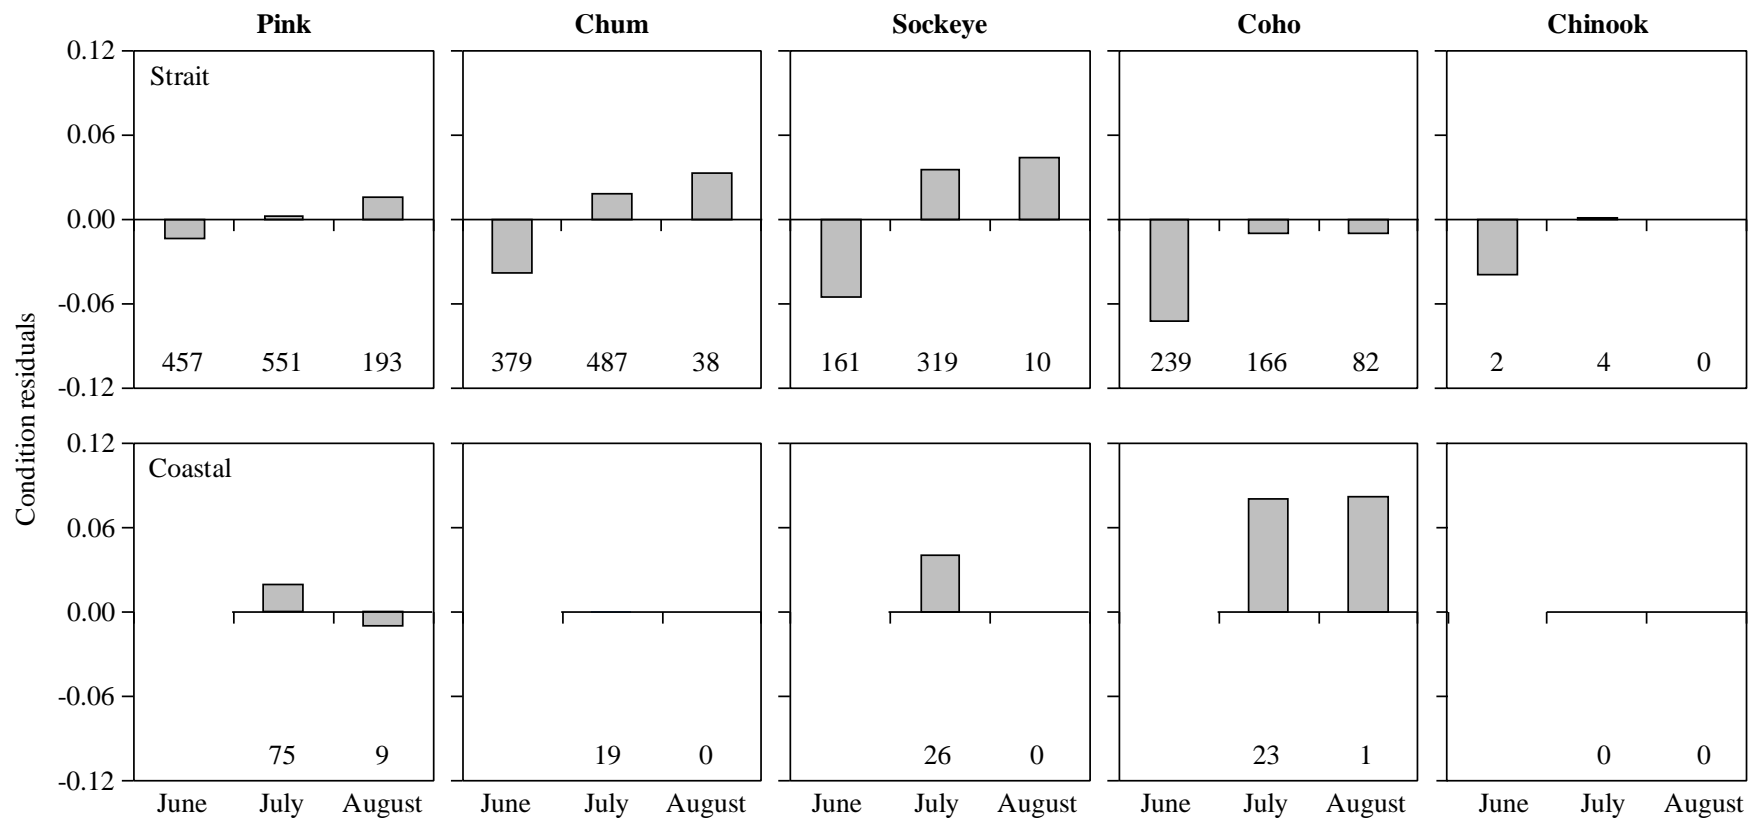 Pink Chum Sockeye Coho Chinook
0.12
Strait
0.06
0.00
-0.06
457 551 193 379 487 38 161 319 10 239 166 82 2 4 0
-0.12
Condition residuals
0.12
Coastal
0.06
0.00
-0.06
75 9 19 0 26 0 23 1 0 0
-0.12
June July August June July August June July August June July August June July August